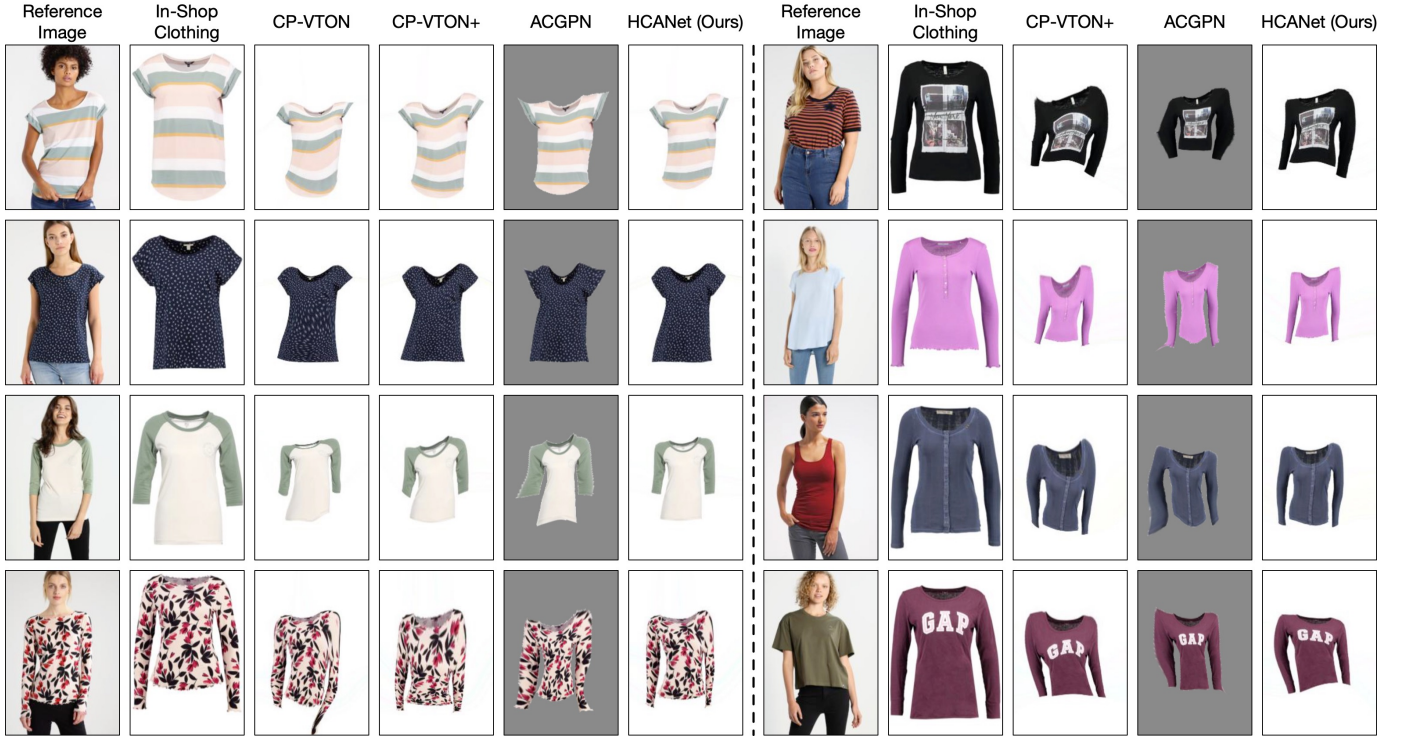 Reference
Image
In-Shop
Clothing
CP-VTON
CP-VTON+
ACGPN
HCANet (Ours)
Reference
Image
In-Shop
Clothing
CP-VTON+
ACGPN
HCANet (Ours)
GAP
GAP
GAP
GAP